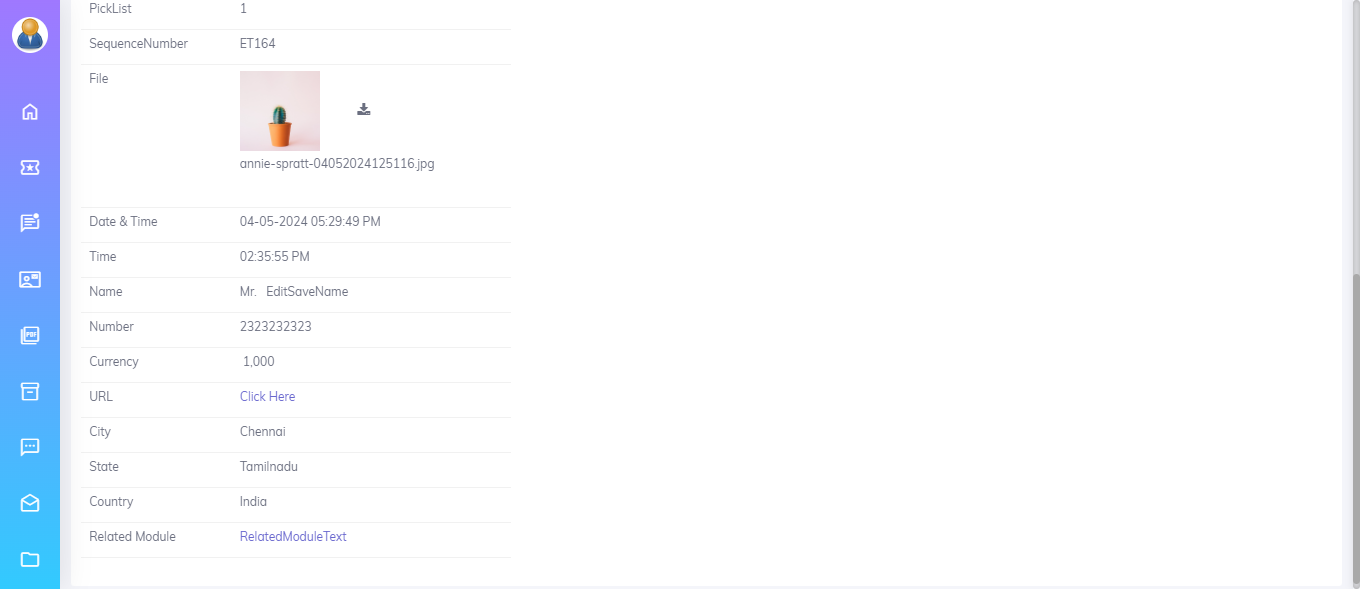 PickList 1
SequenceNumber ET164
File
annie-spratt-04052024125116.jpg
Date & Time 04-05-2024 05:29:49 PM
Time 02:35:55 PM
Name Mr. EditSaveName
Number 2323232323
Currency 1,000
URL Click Here
City Chennai
State Tamilnadu
Country India
Related Module RelatedModuleText
PDF